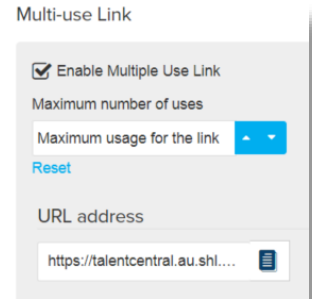 Multi-use Link
Enable Multiple Use Link
Maximum number of uses
Maximum usage for the link
Reset
URL address
https://talentcentral.au.shl....